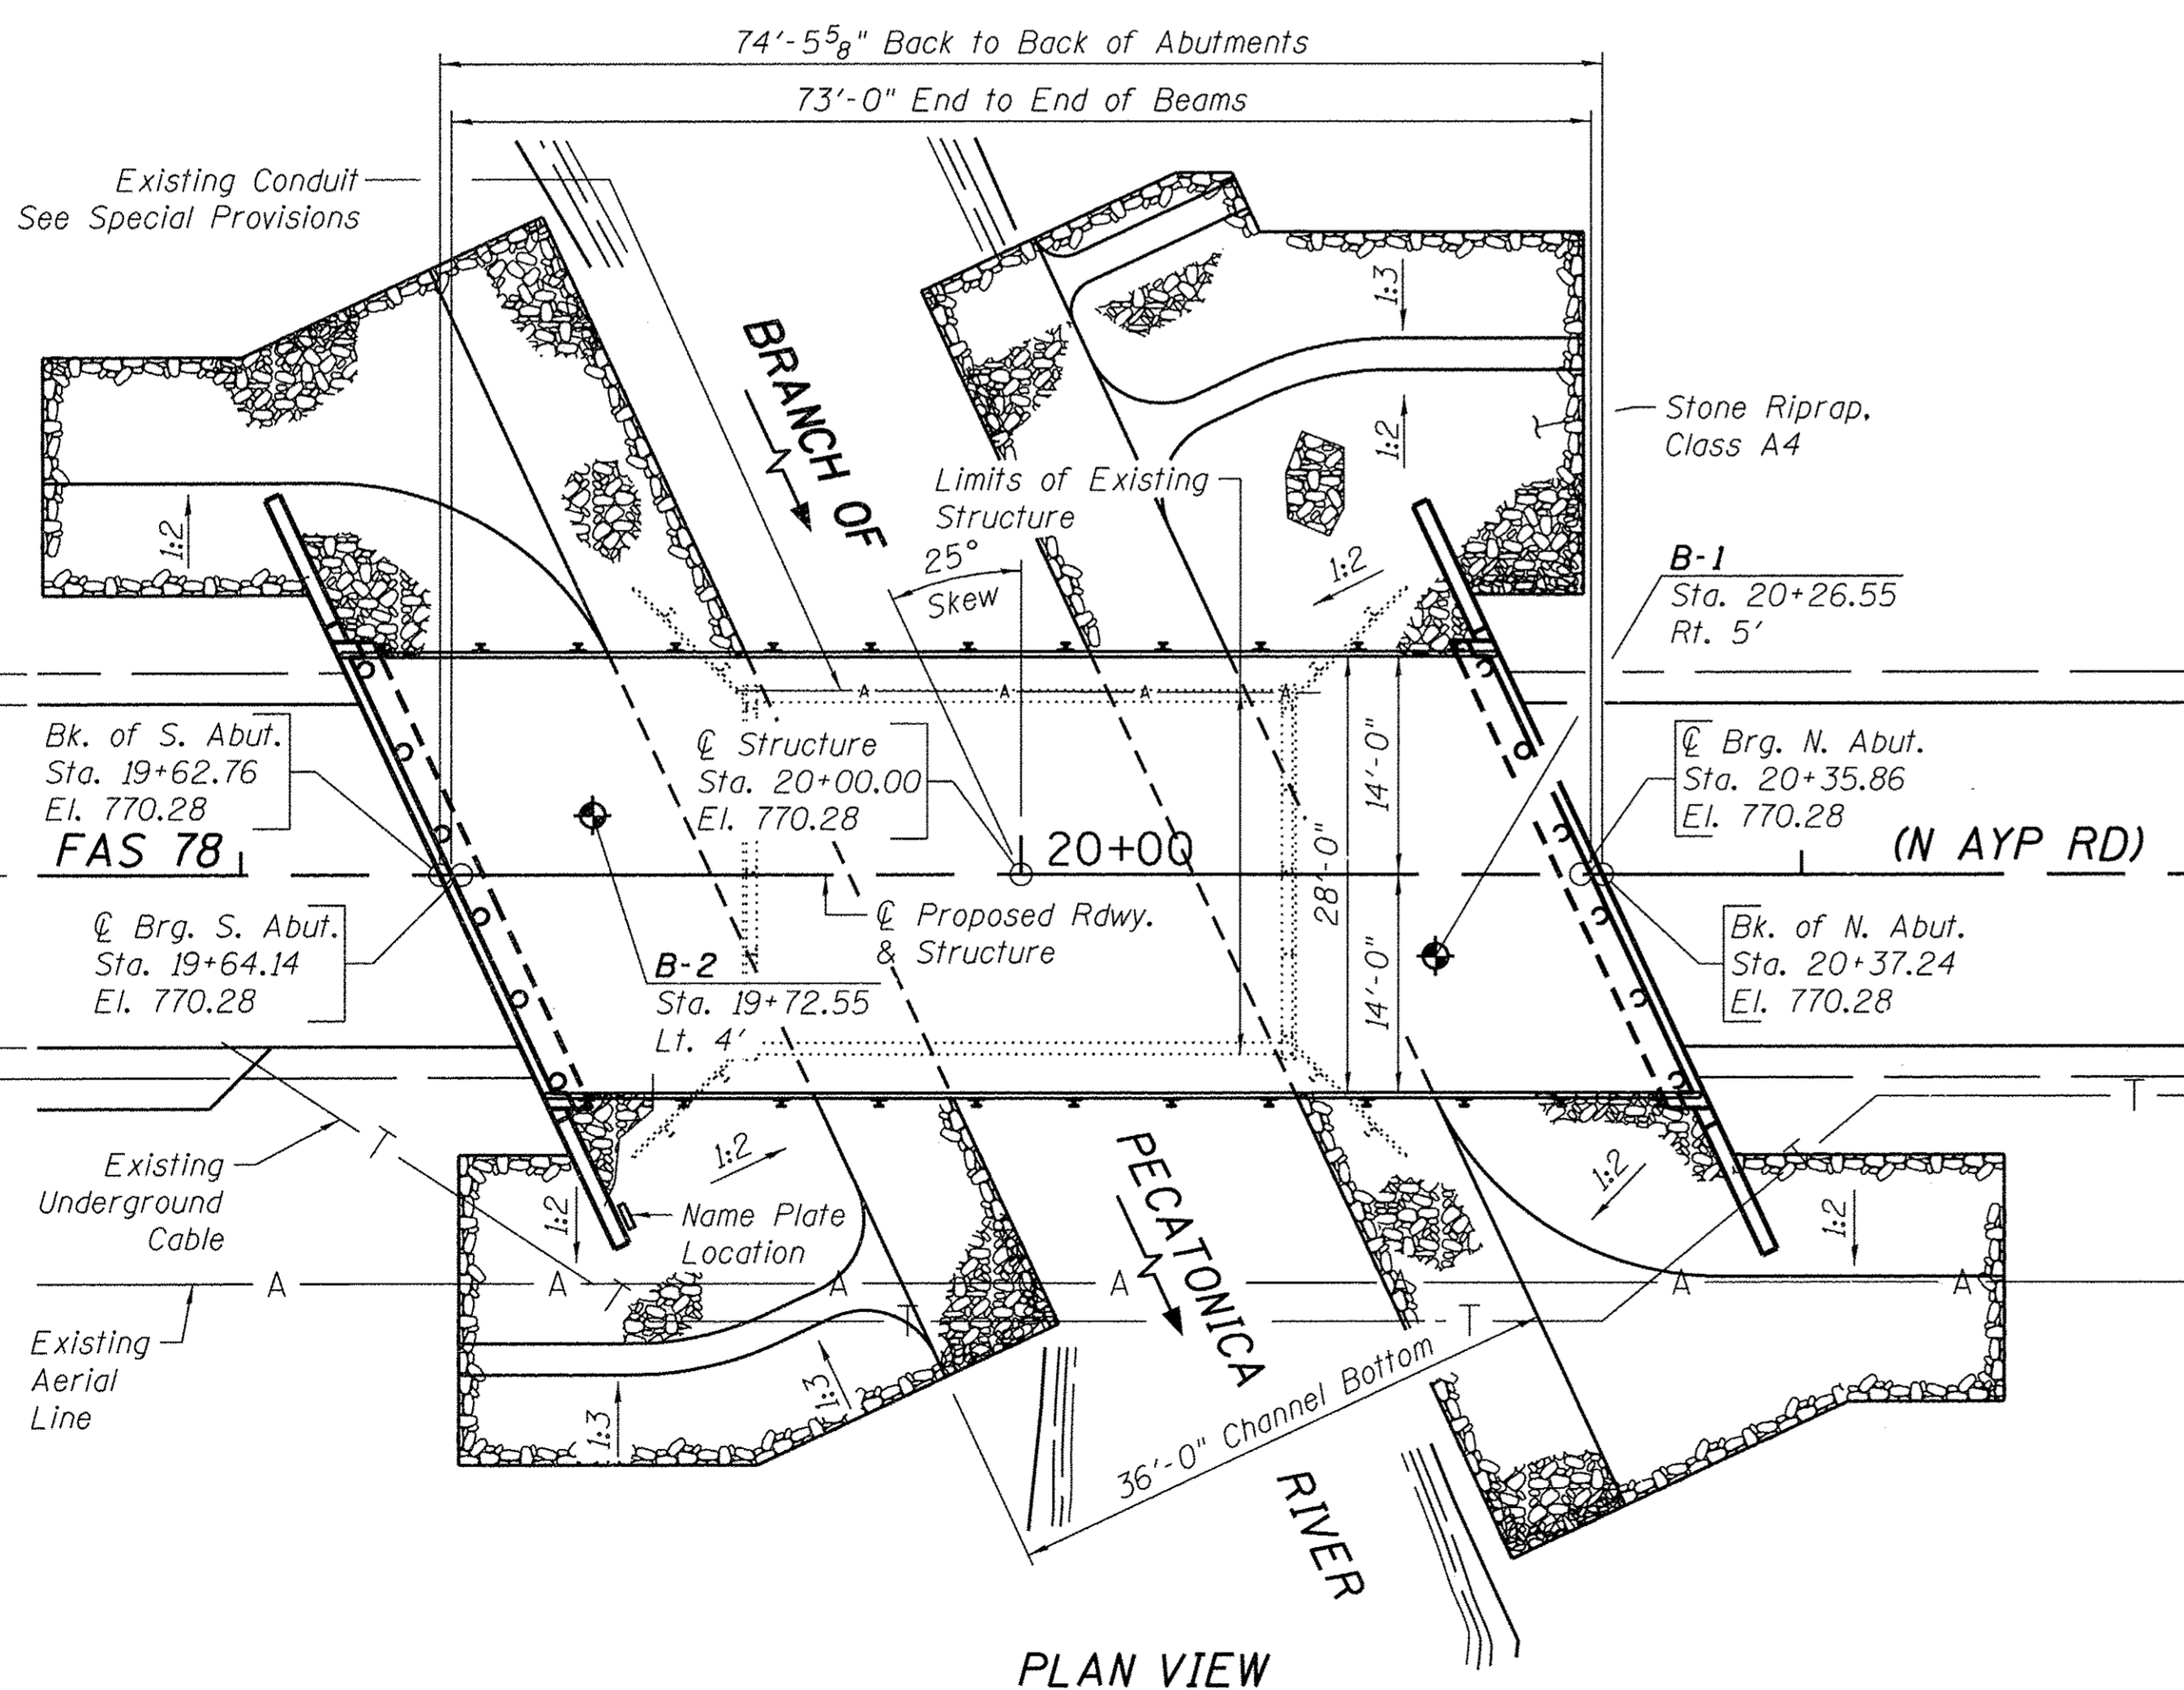 74'-5 5/8" Back to Back of Abutments
73'-0" End to End of Beams
Existing Conduit
See Special Provisions
BRANCH OF
1:3
1:2
Stone Riprap,
Class A4
Limits of Existing
Structure
25°
Skew
1:2
1:2
B-1
Sta. 20+26.55
Rt. 5'
A A A A
Bk. of S. Abut.
Sta. 19+62.76
El. 770.28
℄ Structure
Sta. 20+00.00
El. 770.28
14'-0"
28'-0"
14'-0"
℄ Brg. N. Abut.
Sta. 20+35.86
El. 770.28
FAS 78
20+00
(N AYP RD)
℄ Brg. S. Abut.
Sta. 19+64.14
El. 770.28
℄ Proposed Rdwy.
& Structure
Bk. of N. Abut.
Sta. 20+37.24
El. 770.28
B-2
Sta. 19+72.55
Lt. 4'
T
T
T
Existing
Underground
Cable
1:2
1:2
Name Plate
Location
PECATONICA
1:2
1:2
A A A A A A A
T T T
Existing
Aerial
Line
1:3
1:3
36'-0" Channel Bottom
RIVER
PLAN VIEW